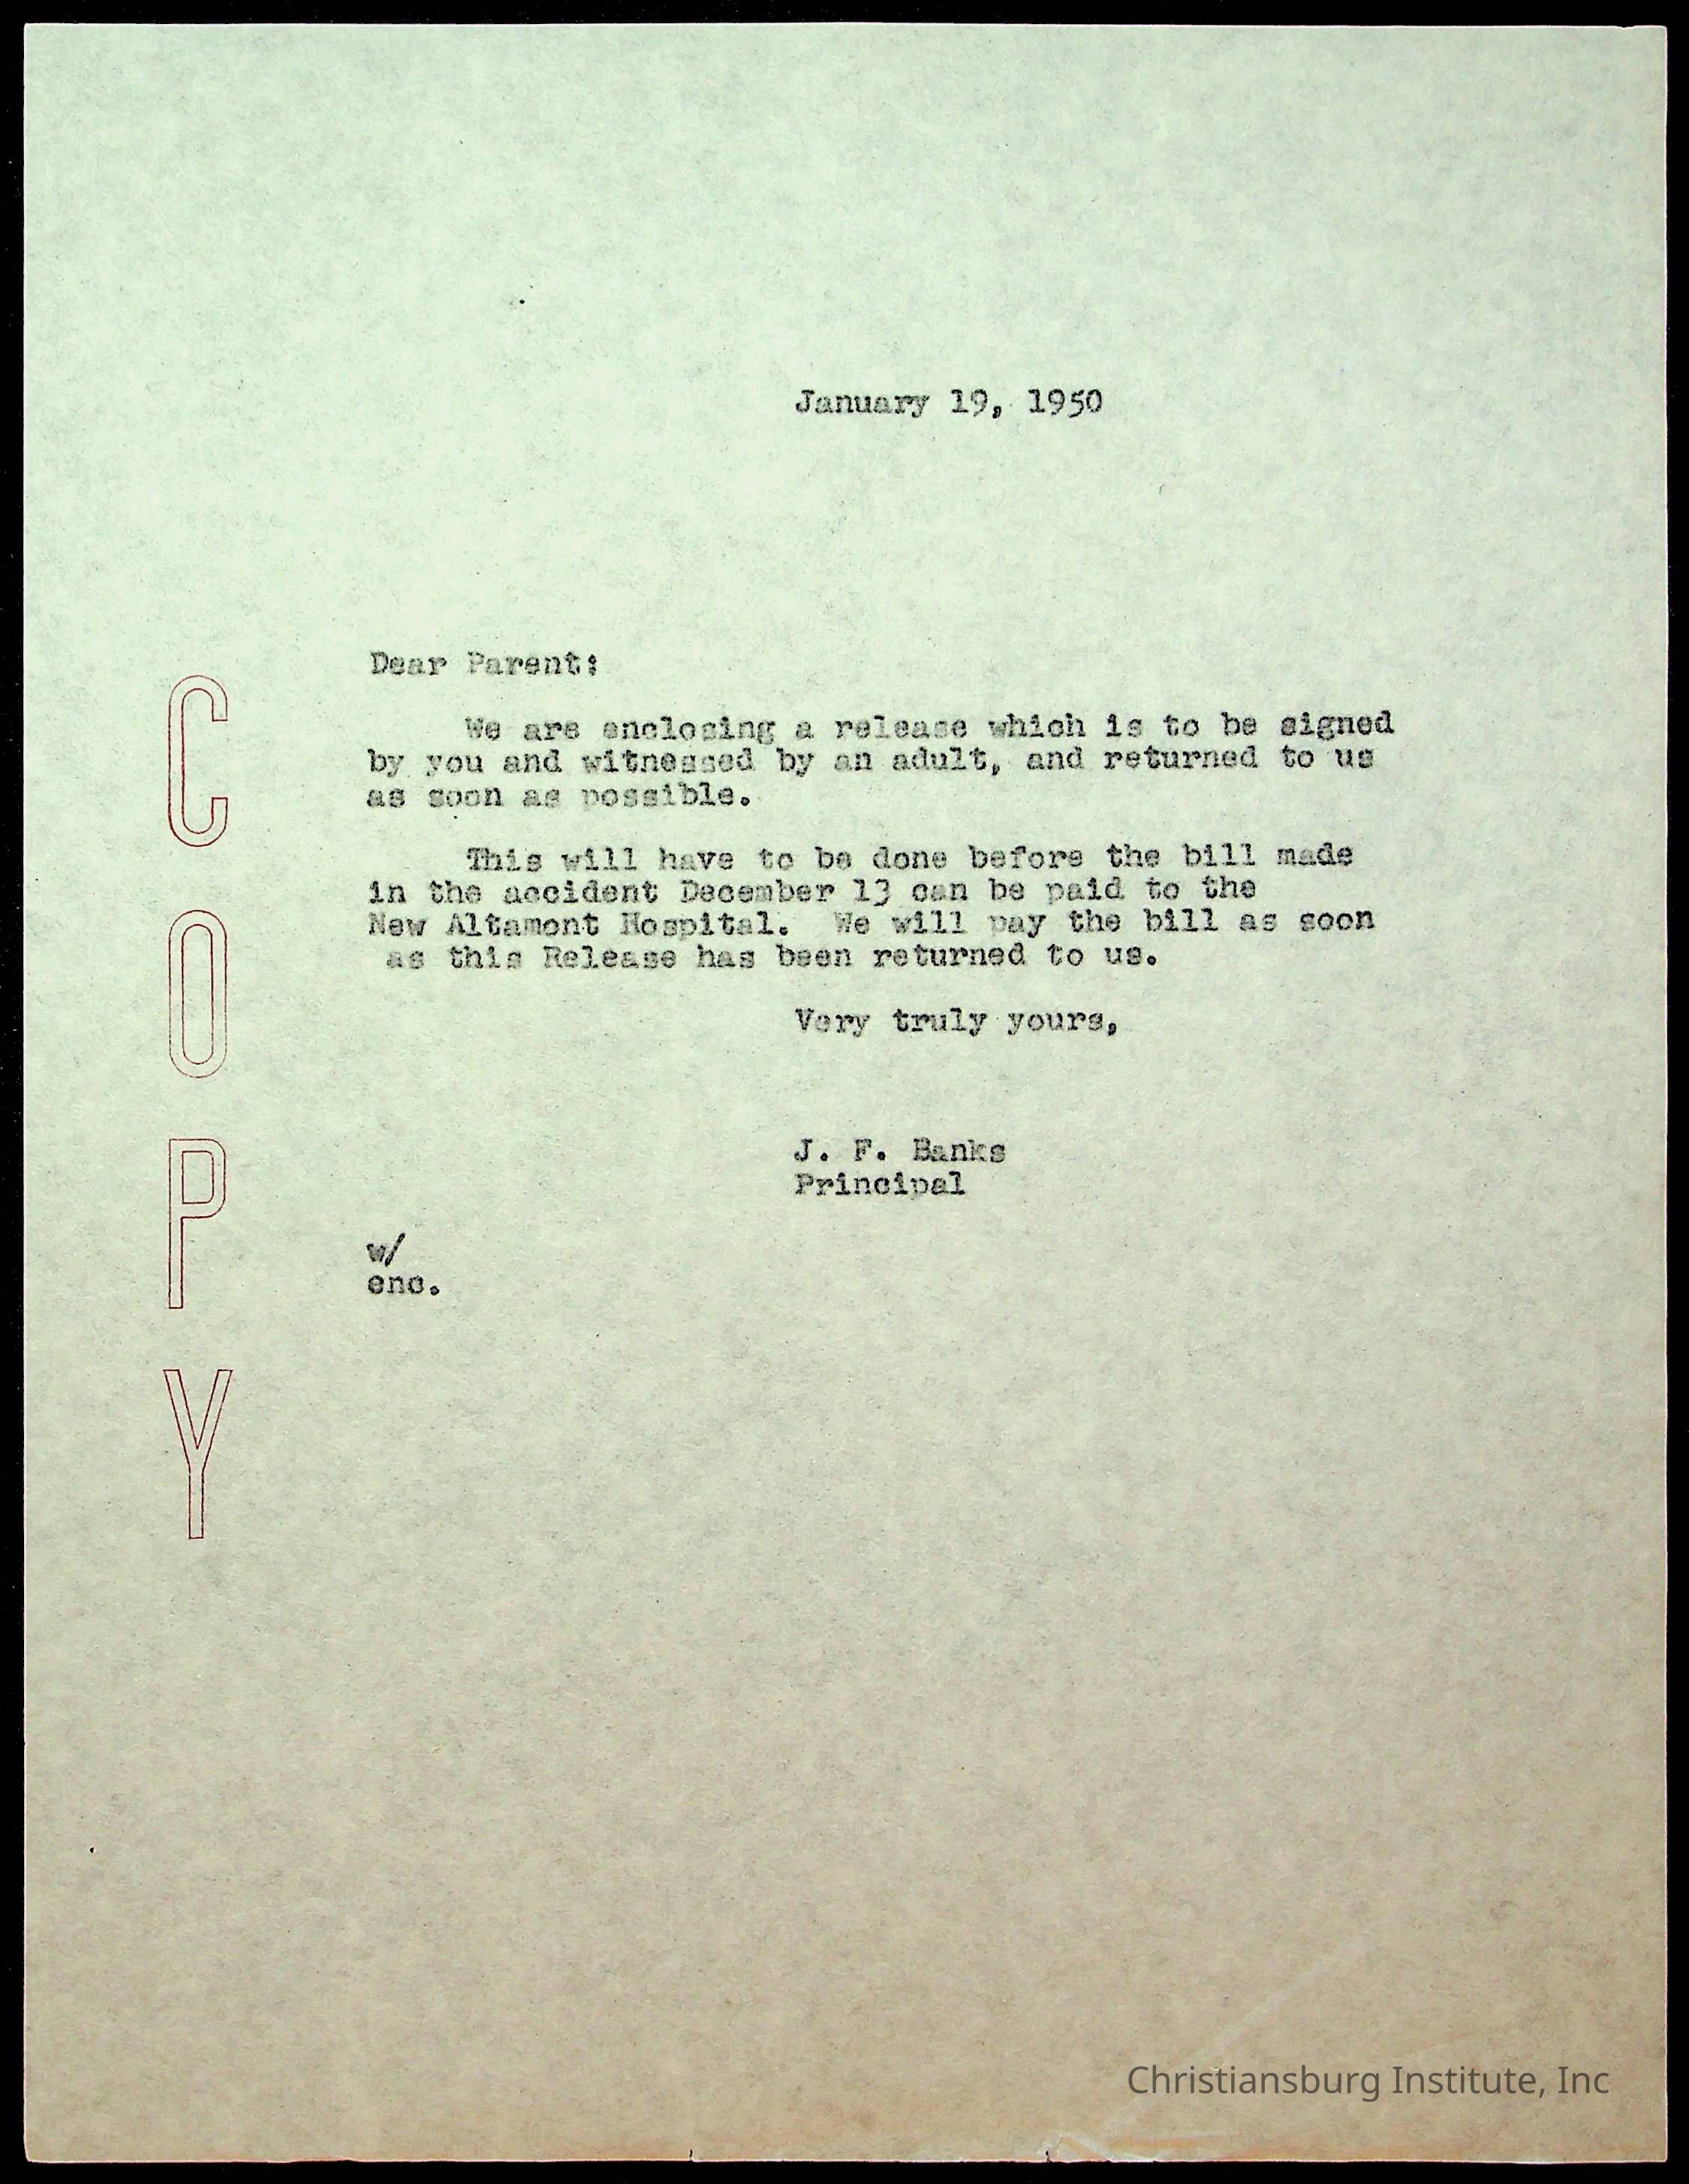 January 19, 1950
Dear Parent:
We are enclosing a release which is to be signed
by you and witnessed by an adult, and returned to us
as soon as possible.
This will have to be done before the bill made
in the accident December 13 can be paid to the
New Altamont Hospital. We will pay the bill as soon
as this Release has been returned to us.
Very truly yours,
J. F. Banks
Principal
w/
enc.
COPY
Christiansburg Institute, Inc